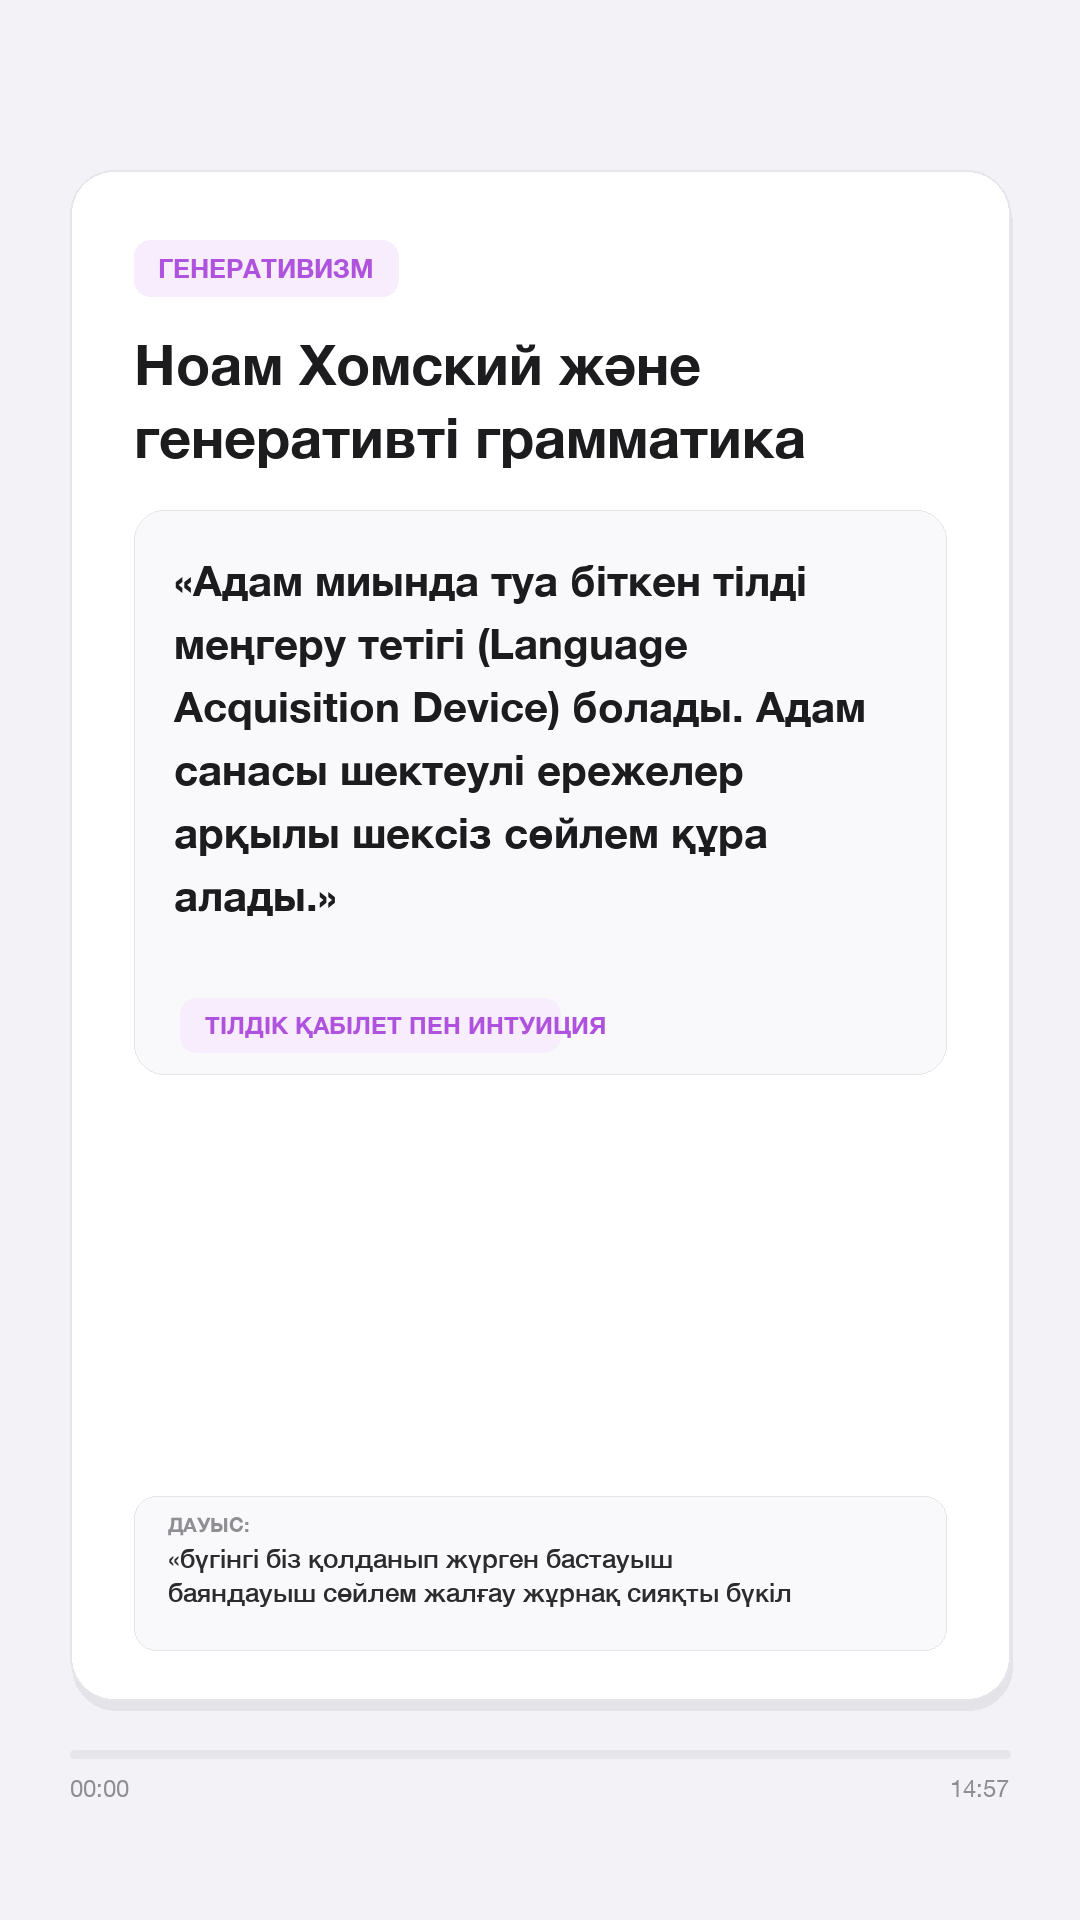 ГЕНЕРАТИВИЗМ
Ноам Хомский және
генеративті грамматика
«Адам миында туа біткен тілді
меңгеру тетігі (Language
Acquisition Device) болады. Адам
санасы шектеулі ережелер
арқылы шексіз сөйлем құра
алады.»
ТІЛДІК ҚАБІЛЕТ ПЕН ИНТУИЦИЯ
ДАУЫС:
«бүгінгі біз қолданып жүрген бастауыш
баяндауыш сөйлем жалғау жұрнақ сияқты бүкіл
00:00
14:57